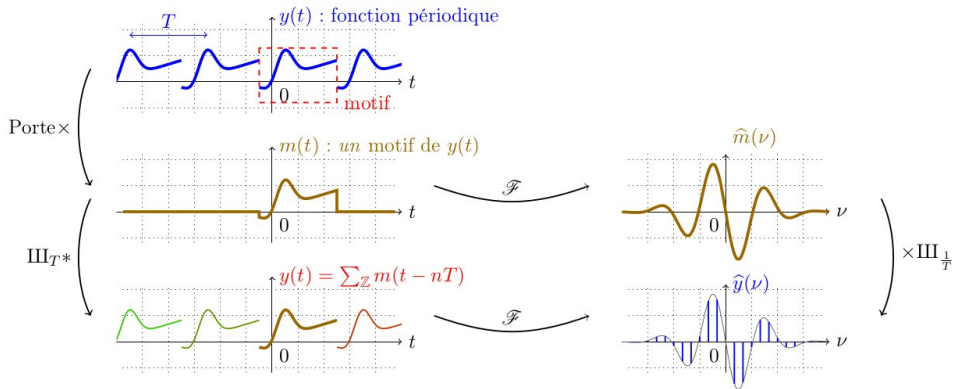 y(t) : fonction périodique
T
t
0
motif
Porte×
m(t) : un motif de y(t)
t
0
ℱ
m̂(ν)
0
ν
Ш_T*
×Ш_{1/T}
y(t) = ∑_ℤ m(t − nT)
t
0
ℱ
ŷ(ν)
0
ν